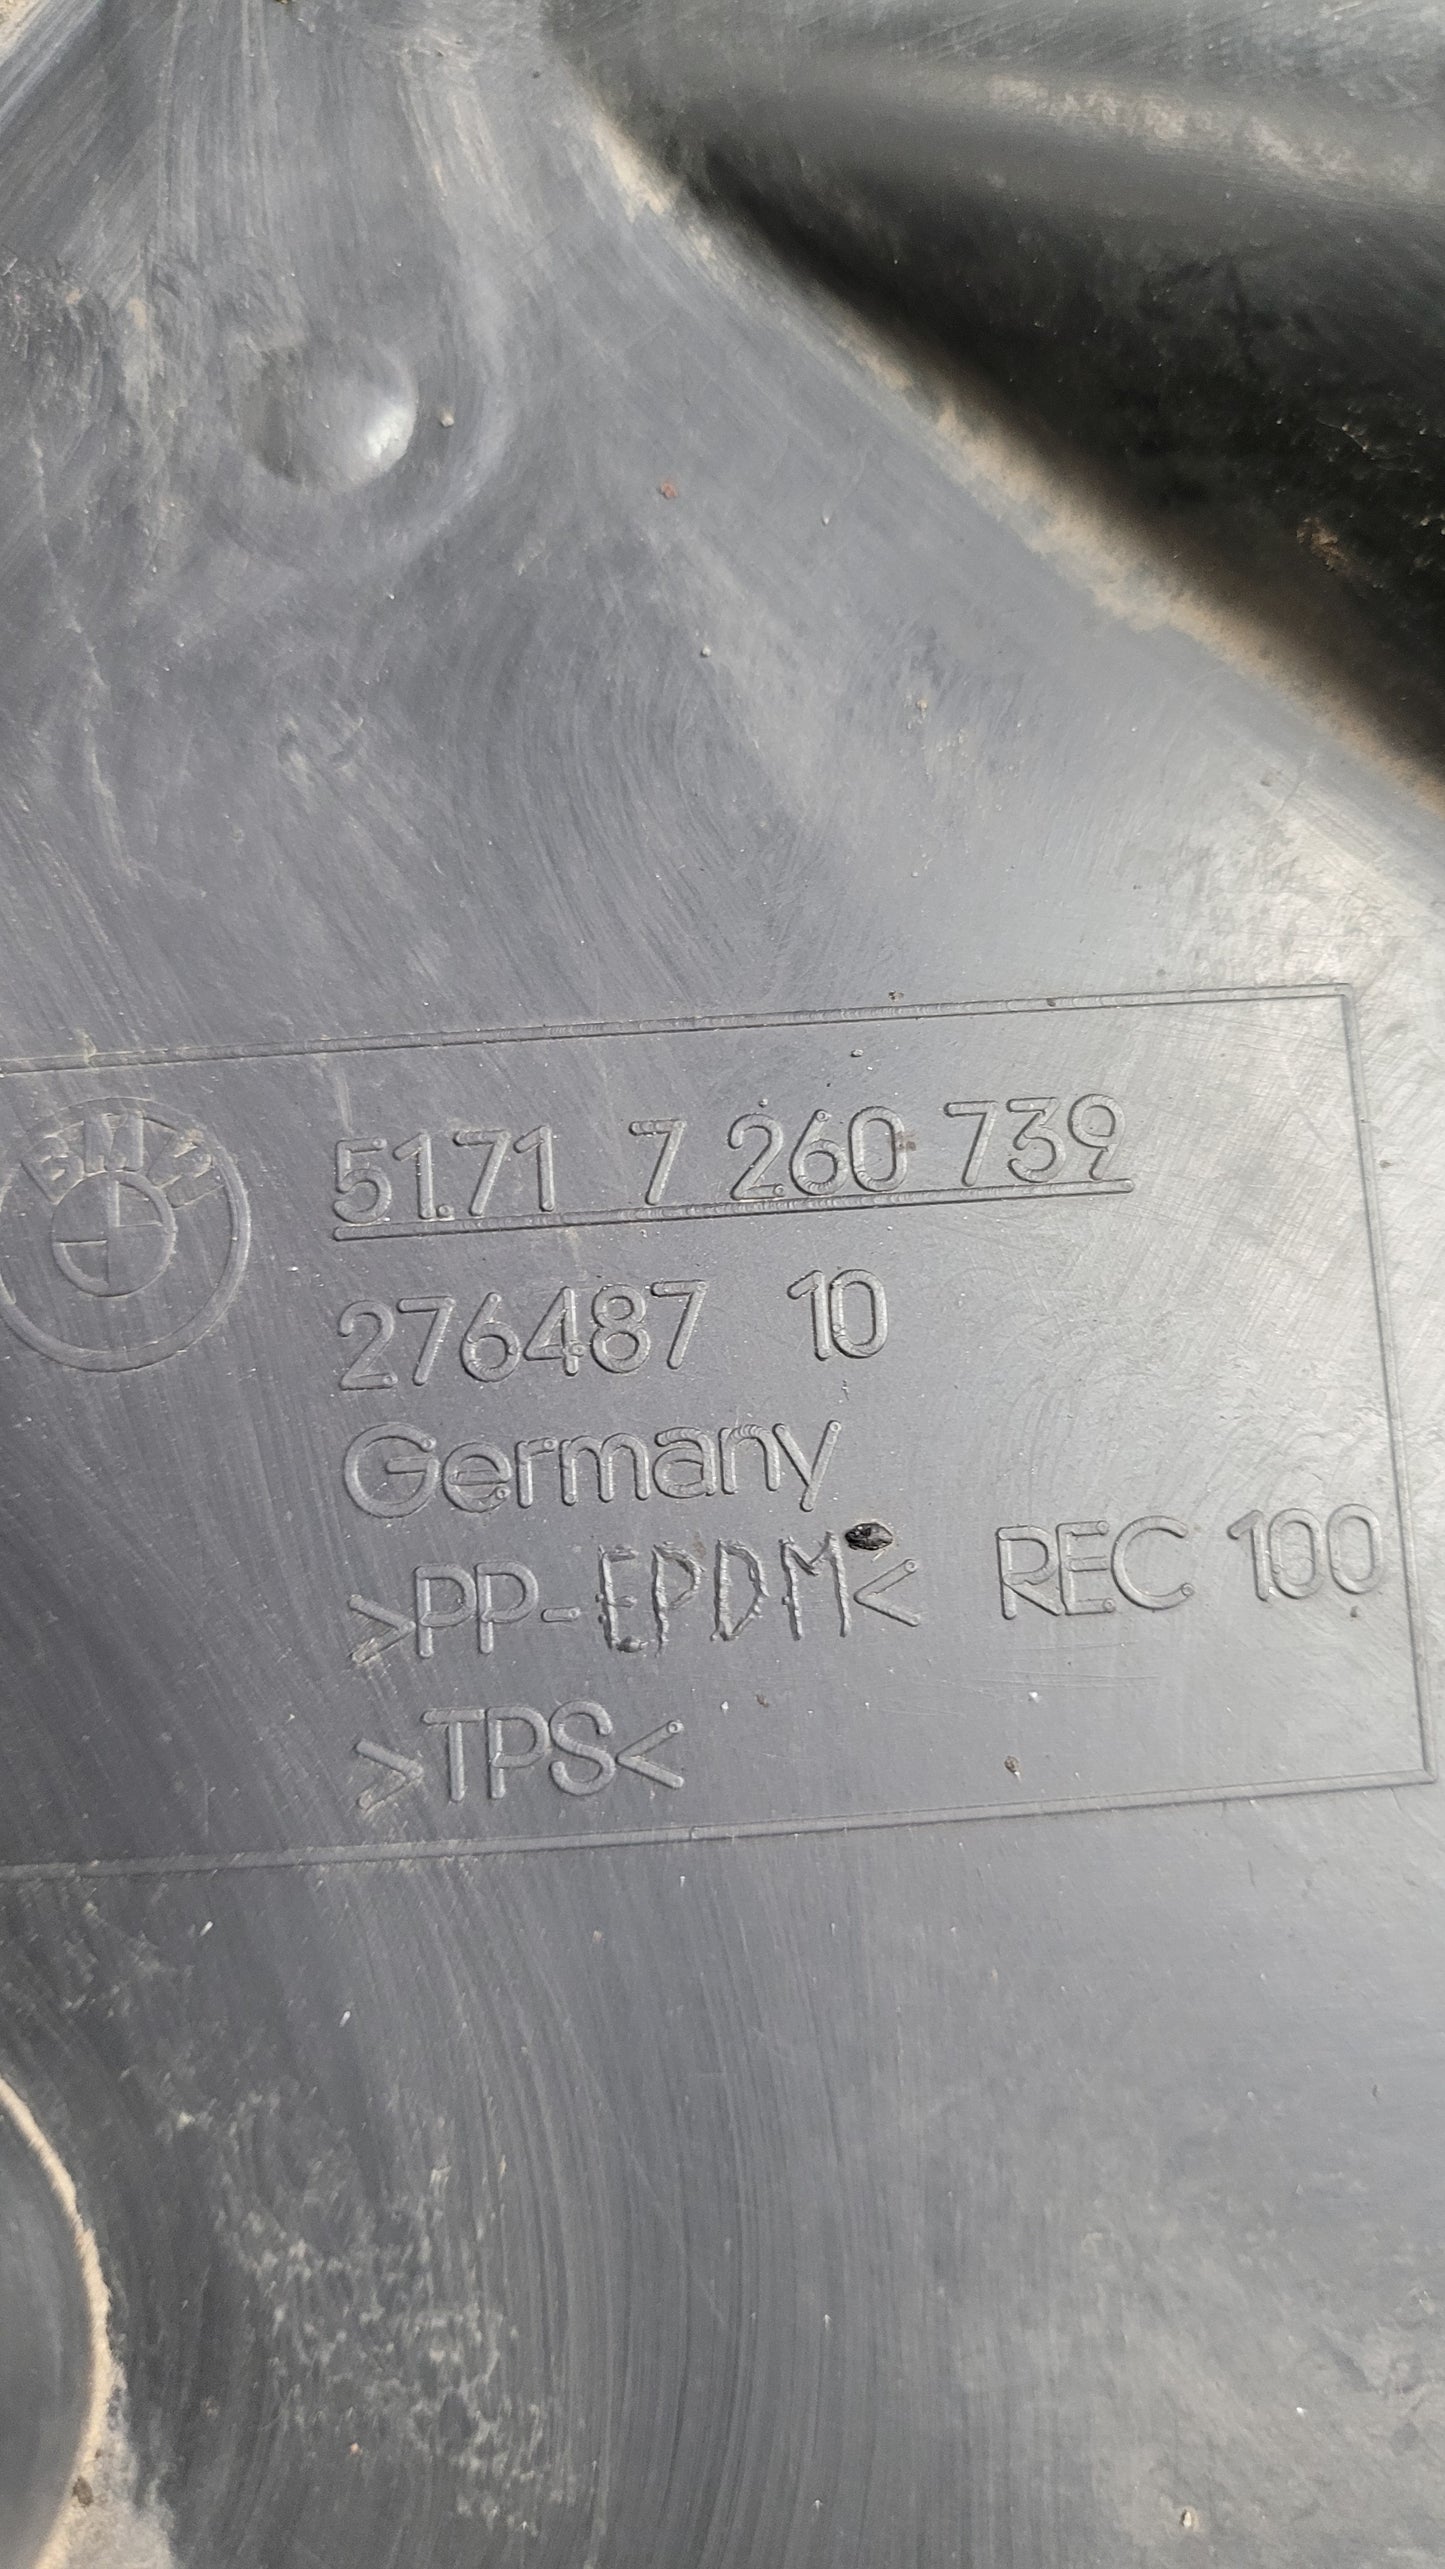 BMW
51.71 7 260 739
276487 10
Germany
>PP-EPDM< REC 100
>TPS<